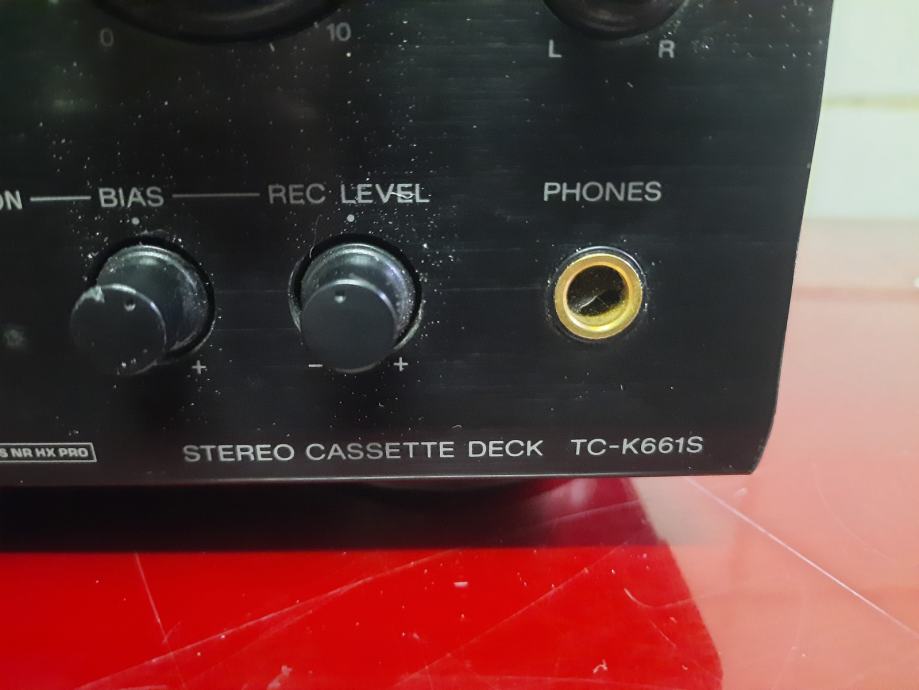 0 10 L R
ON BIAS REC LEVEL PHONES
+ - +
S NR HX PRO
STEREO CASSETTE DECK TC-K661S